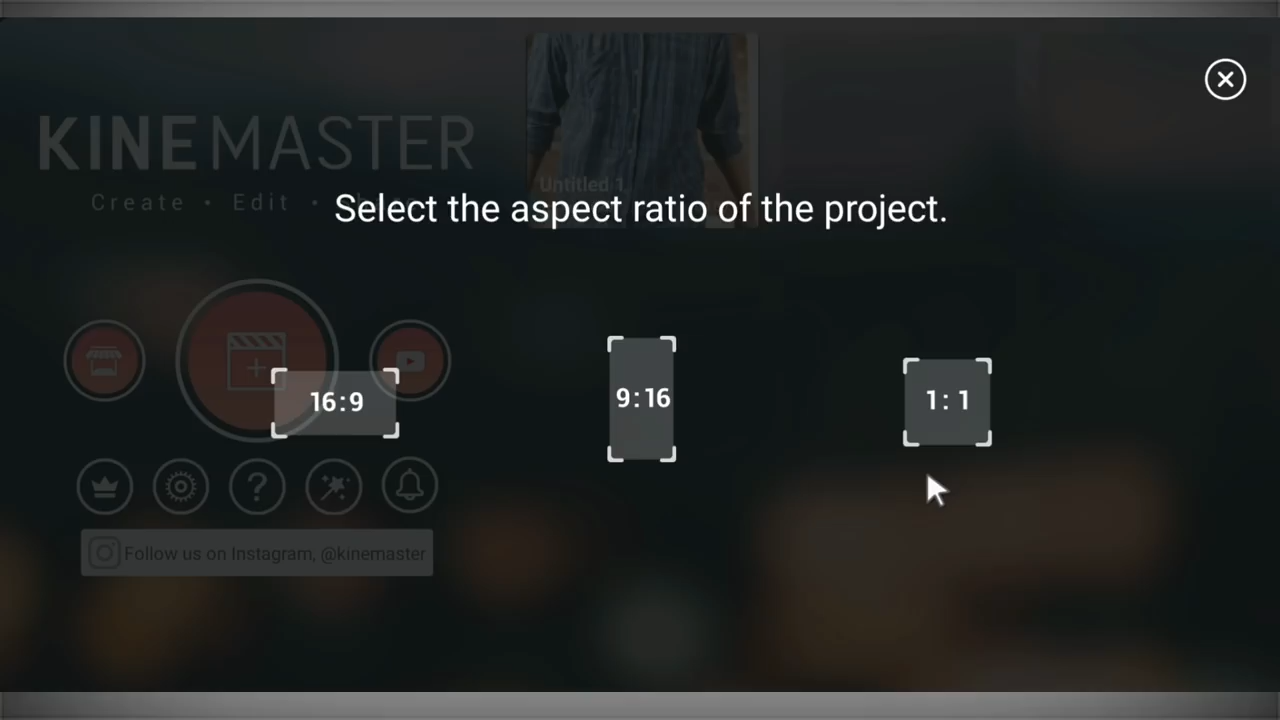 KINEMASTER
Untitled 1
Create • Edit •
Select the aspect ratio of the project.
16:9
9:16
1:1
Follow us on Instagram, @kinemaster